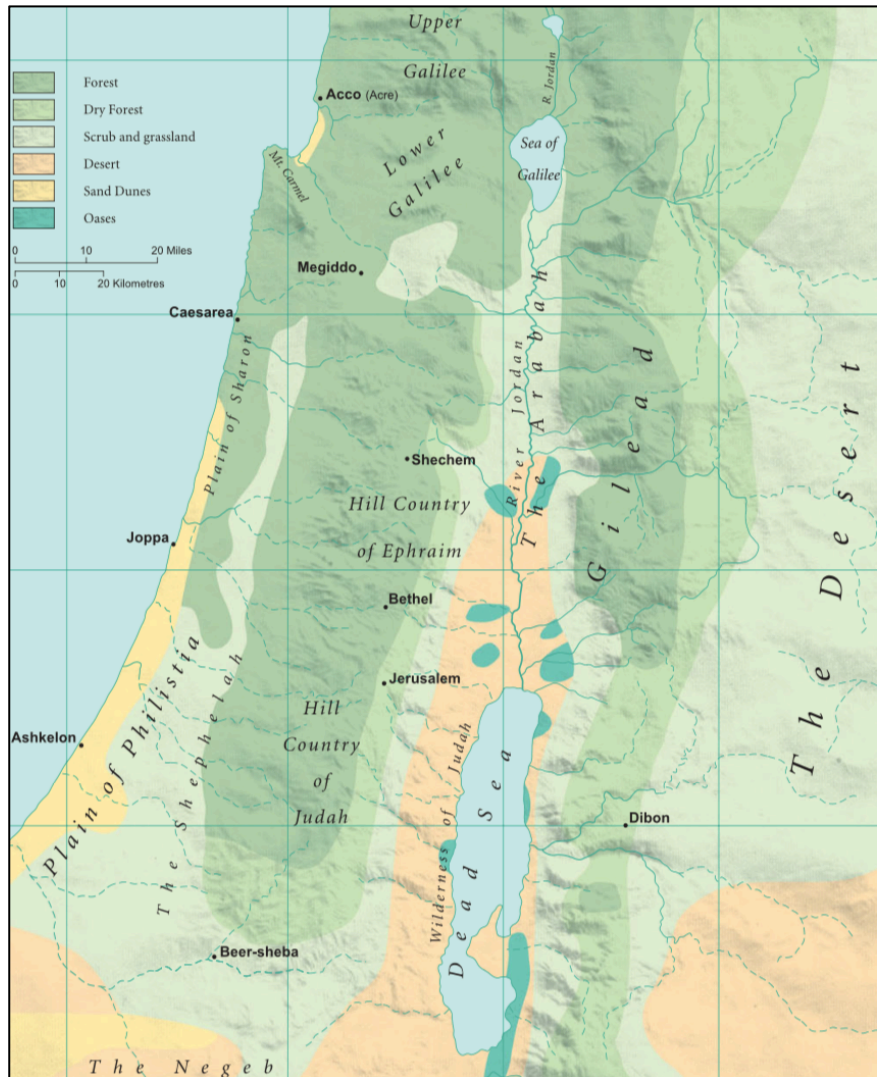 Upper
Galilee
R. Jordan
Acco (Acre)
Forest
Dry Forest
Scrub and grassland
Desert
Sand Dunes
Oases
0 10 20 Miles
0 10 20 Kilometres
Sea of
Galilee
Lower
Galilee
Mt. Carmel
Megiddo
Caesarea
Plain of Sharon
River Jordan
The Arabah
Gilead
The Desert
Shechem
Hill Country
of Ephraim
Joppa
Bethel
Jerusalem
Plain of Philistia
The Shephelah
Ashkelon
Hill
Country
of
Judah
Wilderness of Judah
Dead Sea
Dibon
Beer-sheba
The Negeb